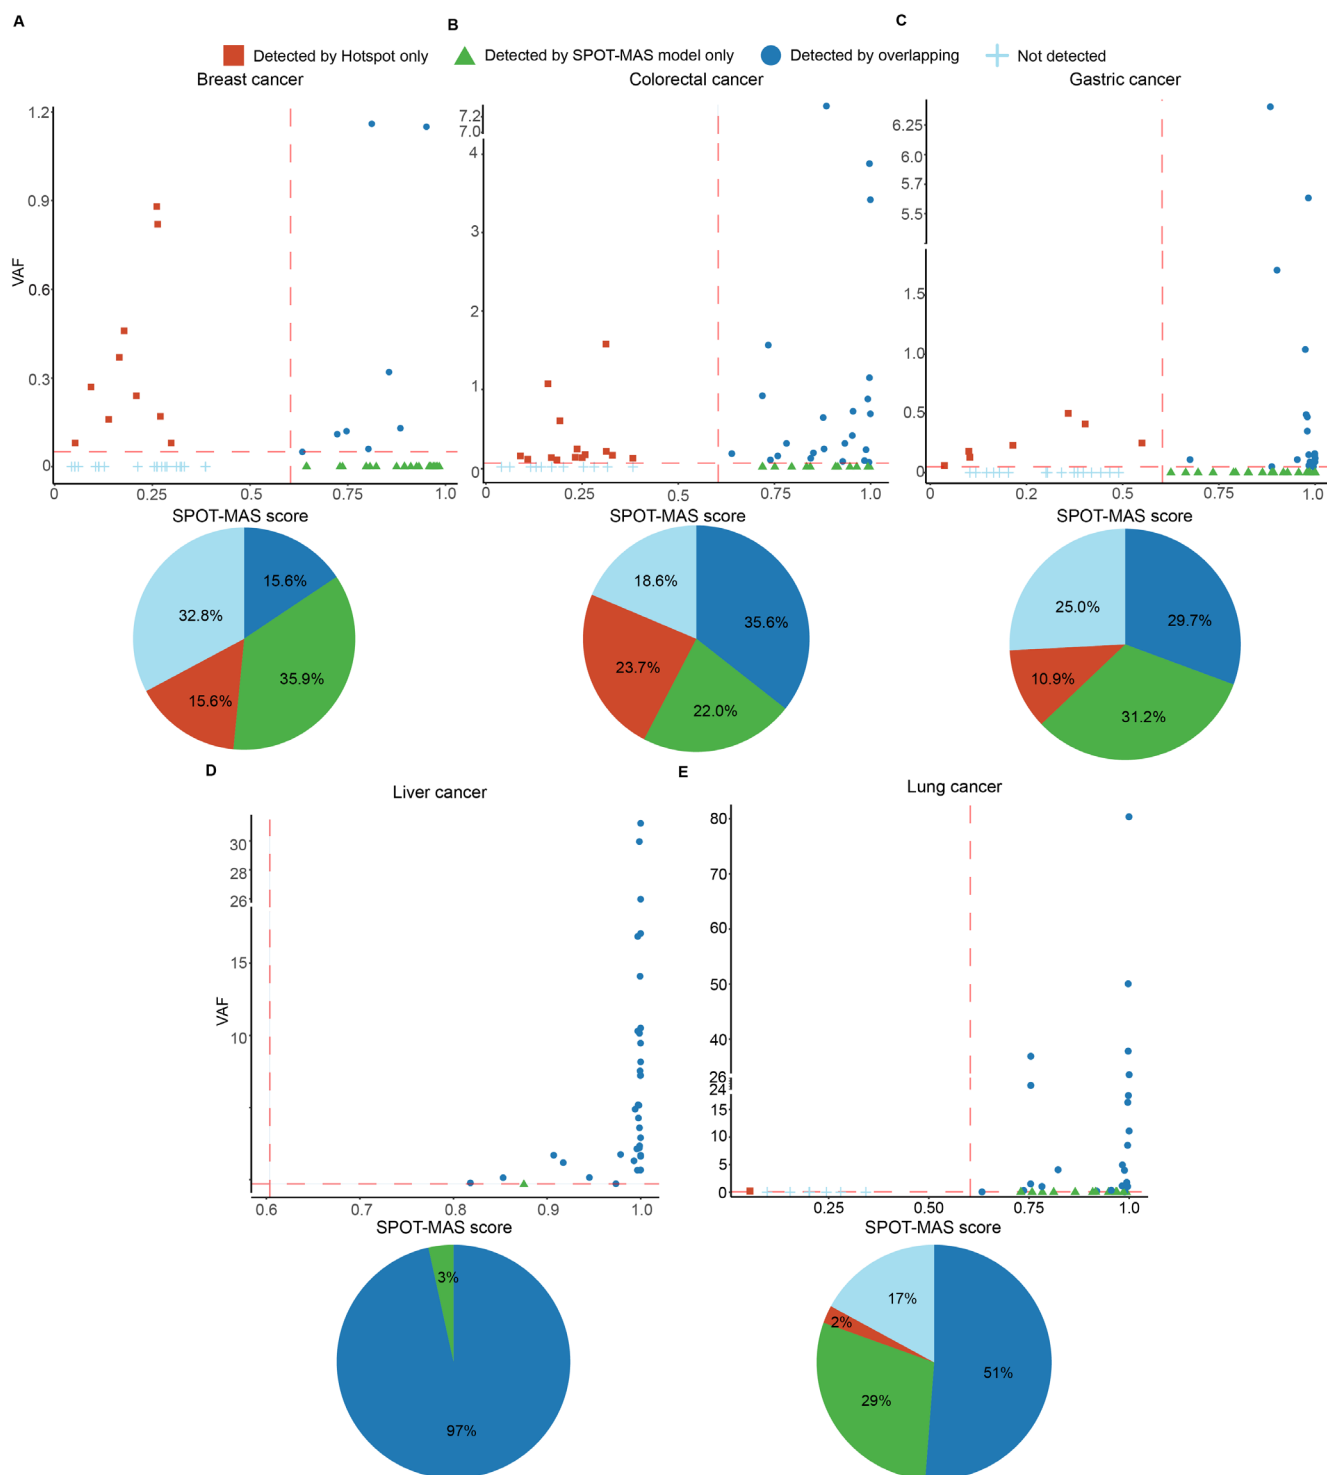 A
B
C
Detected by Hotspot only
Detected by SPOT-MAS model only
Detected by overlapping
Not detected
Breast cancer
Colorectal cancer
Gastric cancer
VAF
1.2
0.9
0.6
0.3
0
0 0.25 0.5 0.75 1.0
SPOT-MAS score
7.2
7.0
4
3
2
1
0
0 0.25 0.5 0.75 1.0
SPOT-MAS score
6.25
6.0
5.7
5.5
1.5
1.0
0.5
0
0 0.2 0.5 0.75 1.0
SPOT-MAS score
15.6%
35.9%
15.6%
32.8%
35.6%
22.0%
23.7%
18.6%
29.7%
31.2%
10.9%
25.0%
D
E
Liver cancer
Lung cancer
VAF
30
28
26
15
10
0.6 0.7 0.8 0.9 1.0
SPOT-MAS score
80
70
60
50
40
26
24
15
10
5
0
0.25 0.50 0.75 1.0
SPOT-MAS score
3%
97%
17%
2%
29%
51%